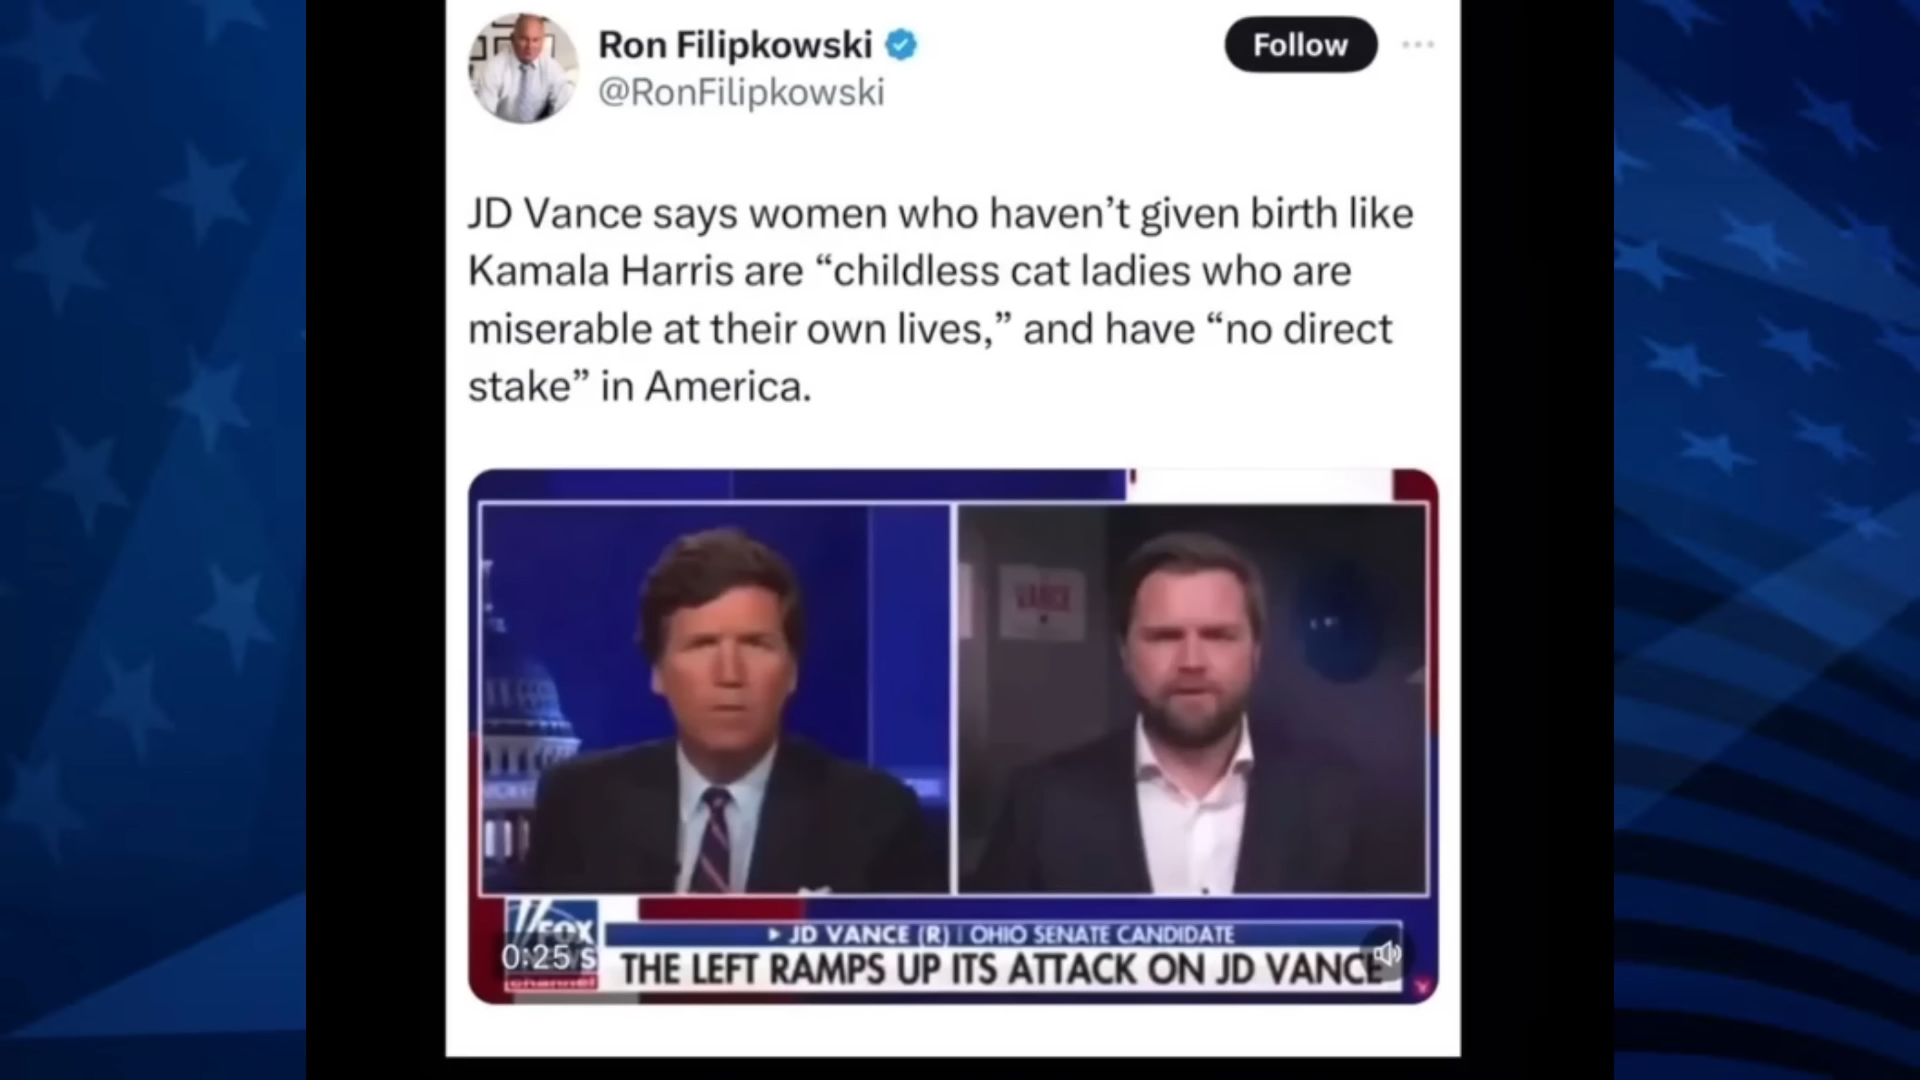 Ron Filipkowski
Follow
@RonFilipkowski
JD Vance says women who haven’t given birth like
Kamala Harris are “childless cat ladies who are
miserable at their own lives,” and have “no direct
stake” in America.
VANCE
FOX
0:25
channel
JD VANCE (R) | OHIO SENATE CANDIDATE
THE LEFT RAMPS UP ITS ATTACK ON JD VANCE